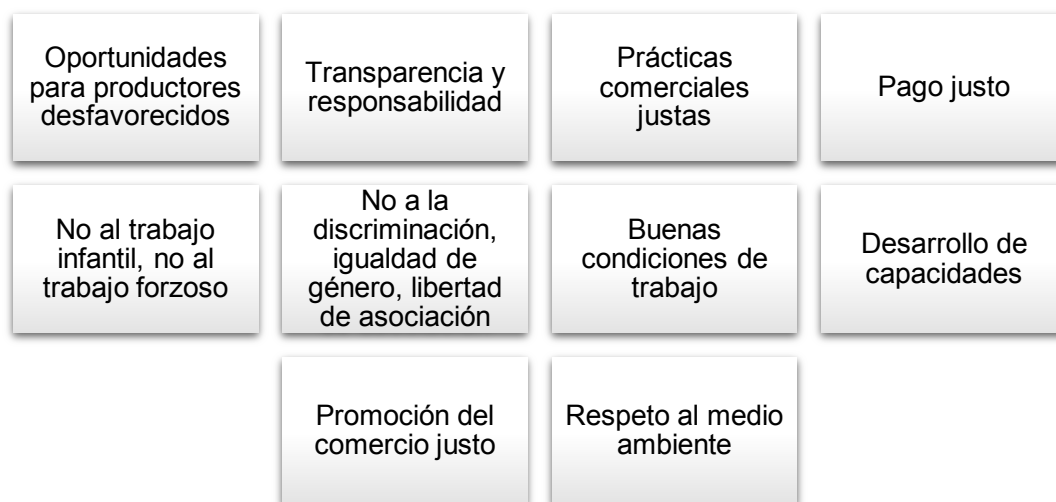 Oportunidades
para productores
desfavorecidos
Transparencia y
responsabilidad
Prácticas
comerciales
justas
Pago justo
No al trabajo
infantil, no al
trabajo forzoso
No a la
discriminación,
igualdad de
género, libertad
de asociación
Buenas
condiciones de
trabajo
Desarrollo de
capacidades
Promoción del
comercio justo
Respeto al medio
ambiente